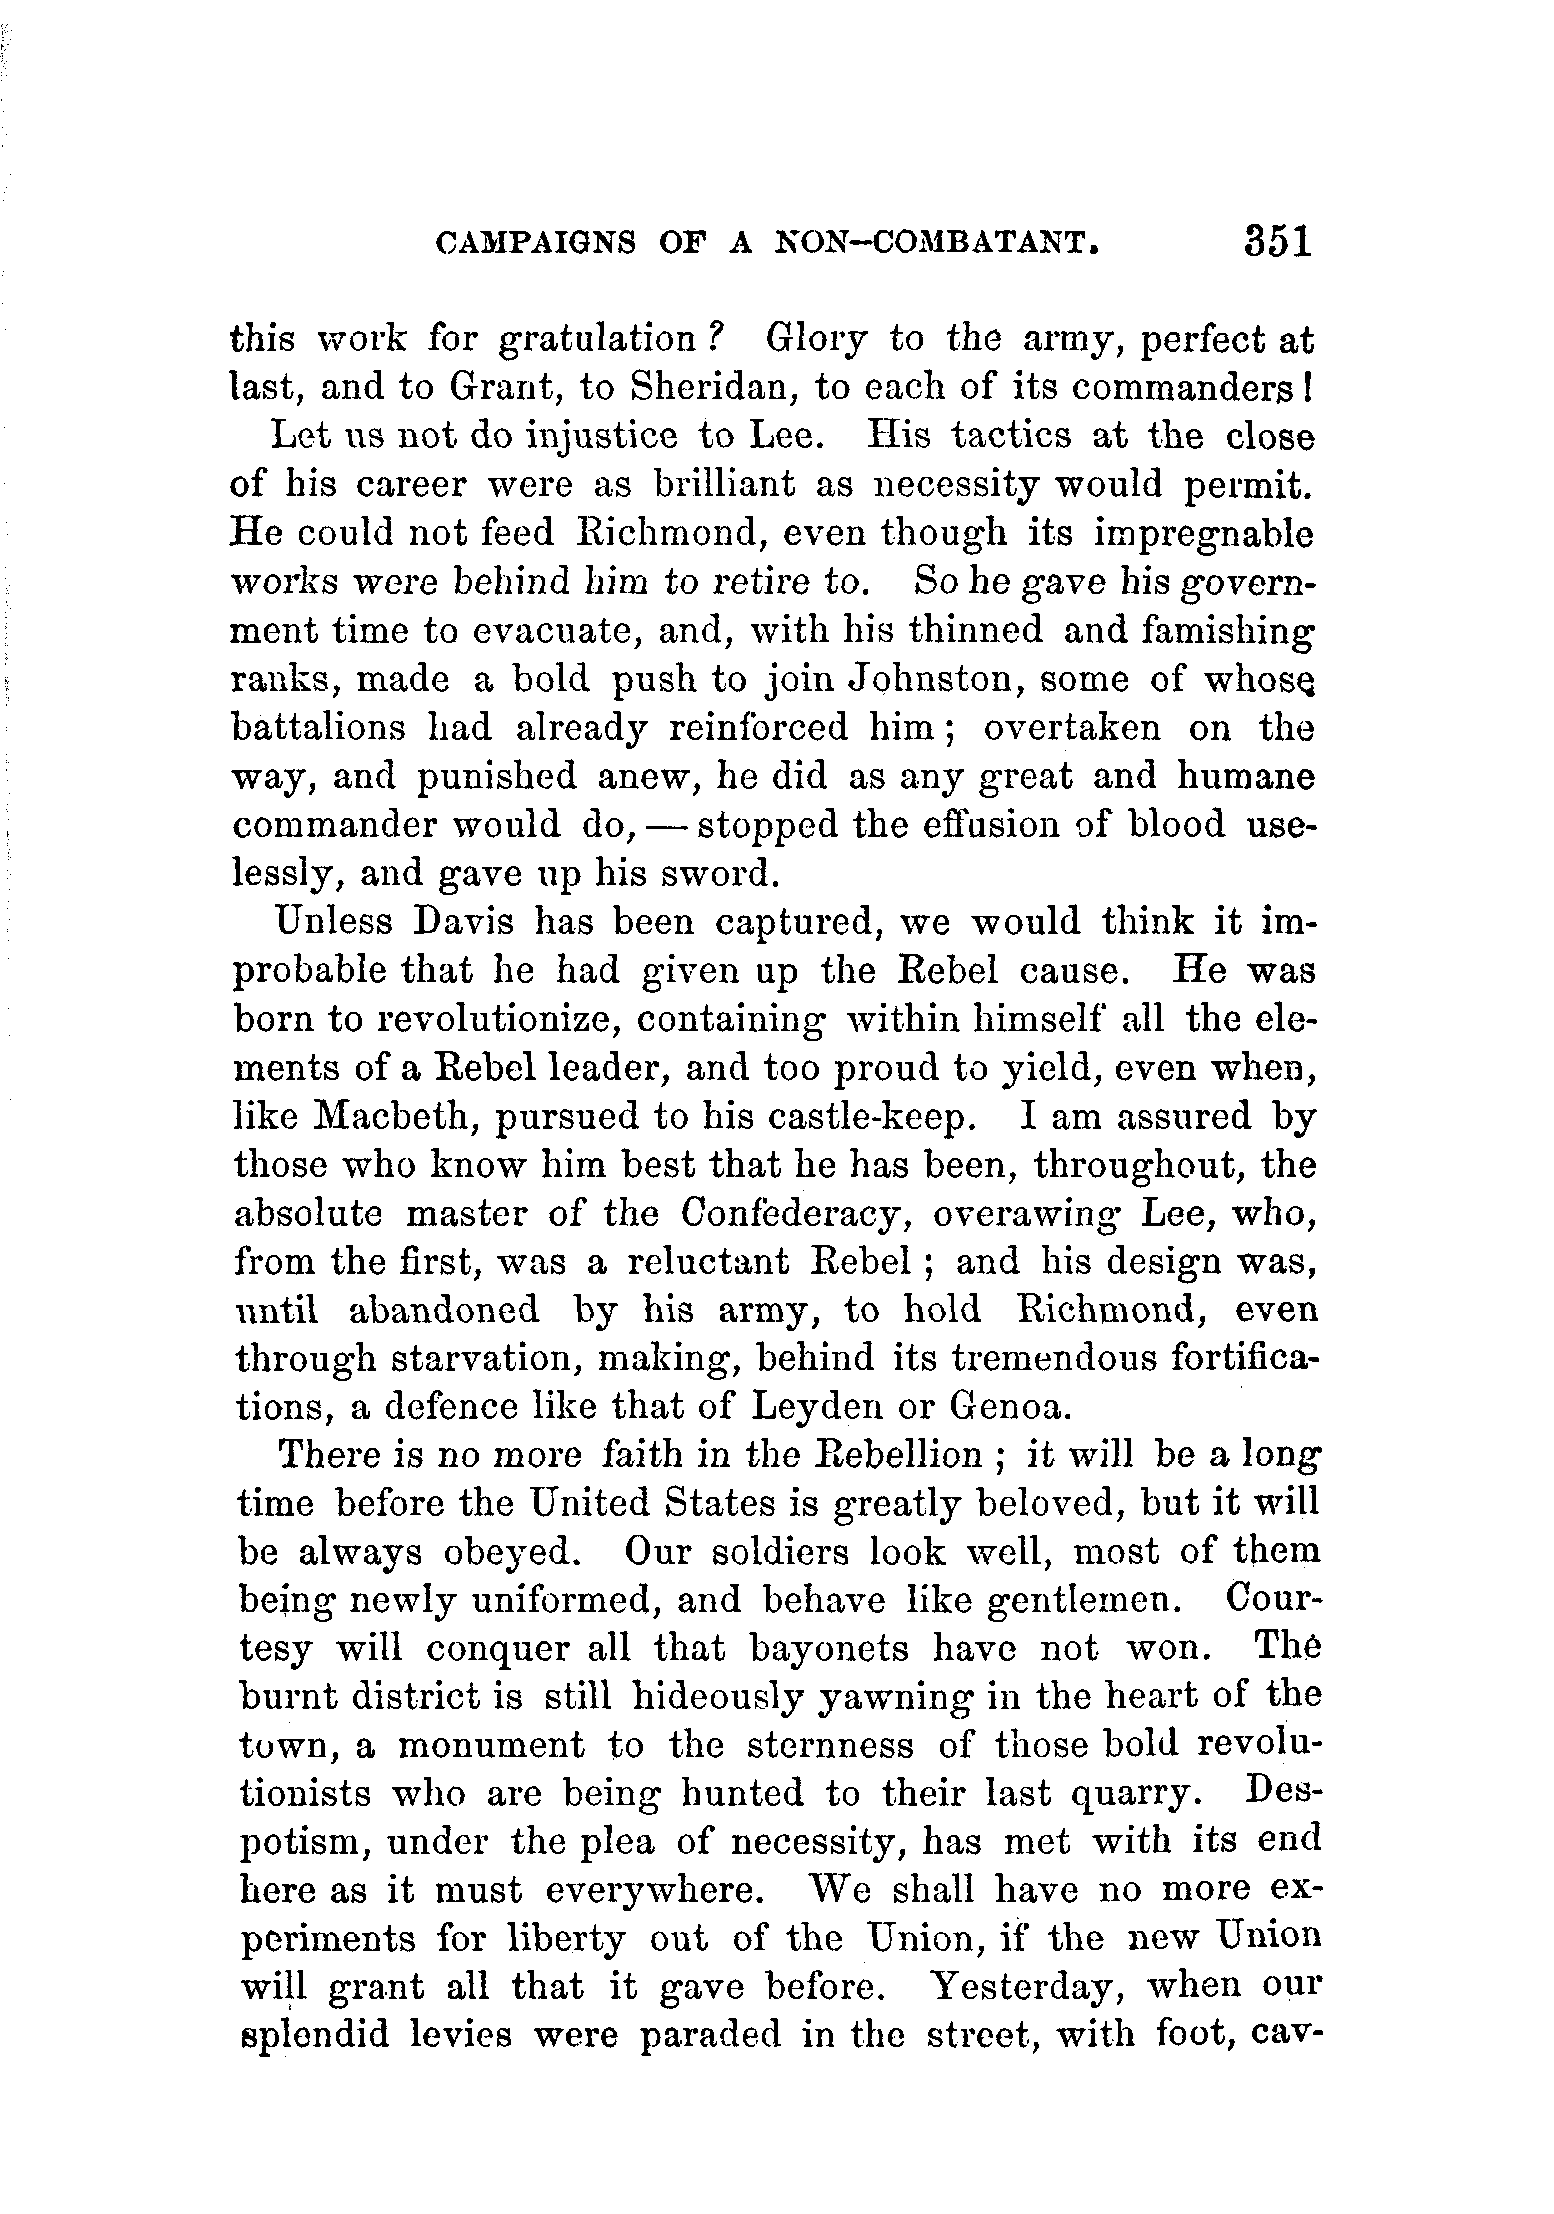 CAMPAIGNS OF A NON-COMBATANT. 351
this work for gratulation ? Glory to the army, perfect at
last, and to Grant, to Sheridan, to each of its commanders !
Let us not do injustice to Lee. His tactics at the close
of his career were as brilliant as necessity would permit.
He could not feed Richmond, even though its impregnable
works were behind him to retire to. So he gave his govern-
ment time to evacuate, and, with his thinned and famishing
ranks, made a bold push to join Johnston, some of whose
battalions had already reinforced him ; overtaken on the
way, and punished anew, he did as any great and humane
commander would do, — stopped the effusion of blood use-
lessly, and gave up his sword.
Unless Davis has been captured, we would think it im-
probable that he had given up the Rebel cause. He was
born to revolutionize, containing within himself all the ele-
ments of a Rebel leader, and too proud to yield, even when,
like Macbeth, pursued to his castle-keep. I am assured by
those who know him best that he has been, throughout, the
absolute master of the Confederacy, overawing Lee, who,
from the first, was a reluctant Rebel ; and his design was,
until abandoned by his army, to hold Richmond, even
through starvation, making, behind its tremendous fortifica-
tions, a defence like that of Leyden or Genoa.
There is no more faith in the Rebellion ; it will be a long
time before the United States is greatly beloved, but it will
be always obeyed. Our soldiers look well, most of them
being newly uniformed, and behave like gentlemen. Cour-
tesy will conquer all that bayonets have not won. The
burnt district is still hideously yawning in the heart of the
town, a monument to the sternness of those bold revolu-
tionists who are being hunted to their last quarry. Des-
potism, under the plea of necessity, has met with its end
here as it must everywhere. We shall have no more ex-
periments for liberty out of the Union, if the new Union
will grant all that it gave before. Yesterday, when our
splendid levies were paraded in the street, with foot, cav-